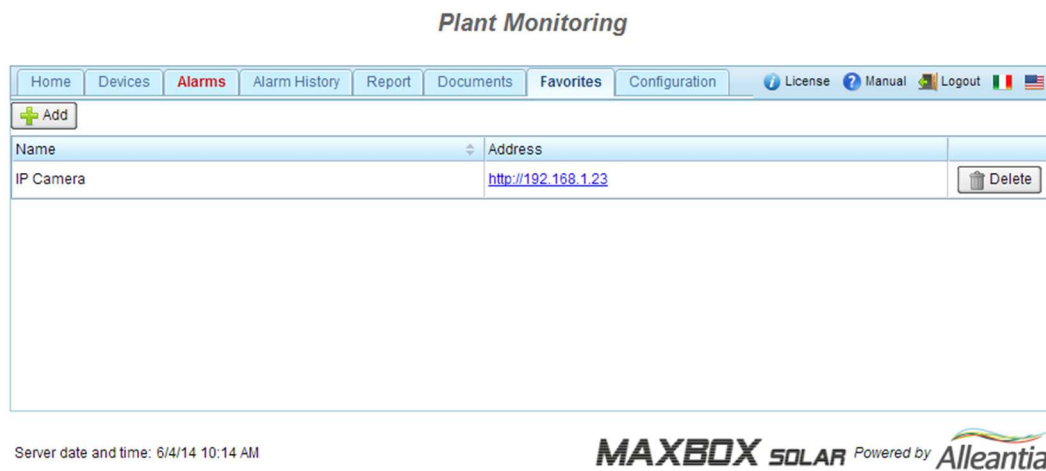 Plant Monitoring
Home Devices Alarms Alarm History Report Documents Favorites Configuration License Manual Logout
Add
Name Address
IP Camera http://192.168.1.23 Delete
Server date and time: 6/4/14 10:14 AM MAXBOX SOLAR Powered by Alleantia